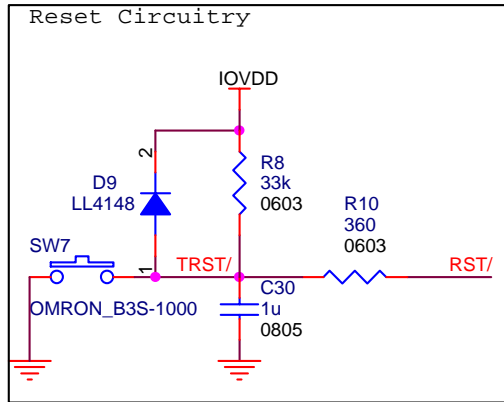 Reset Circuitry
IOVDD
2
R8
33k
0603
D9
LL4148
R10
360
0603
SW7
1
TRST/
RST/
OMRON_B3S-1000
C30
1u
0805